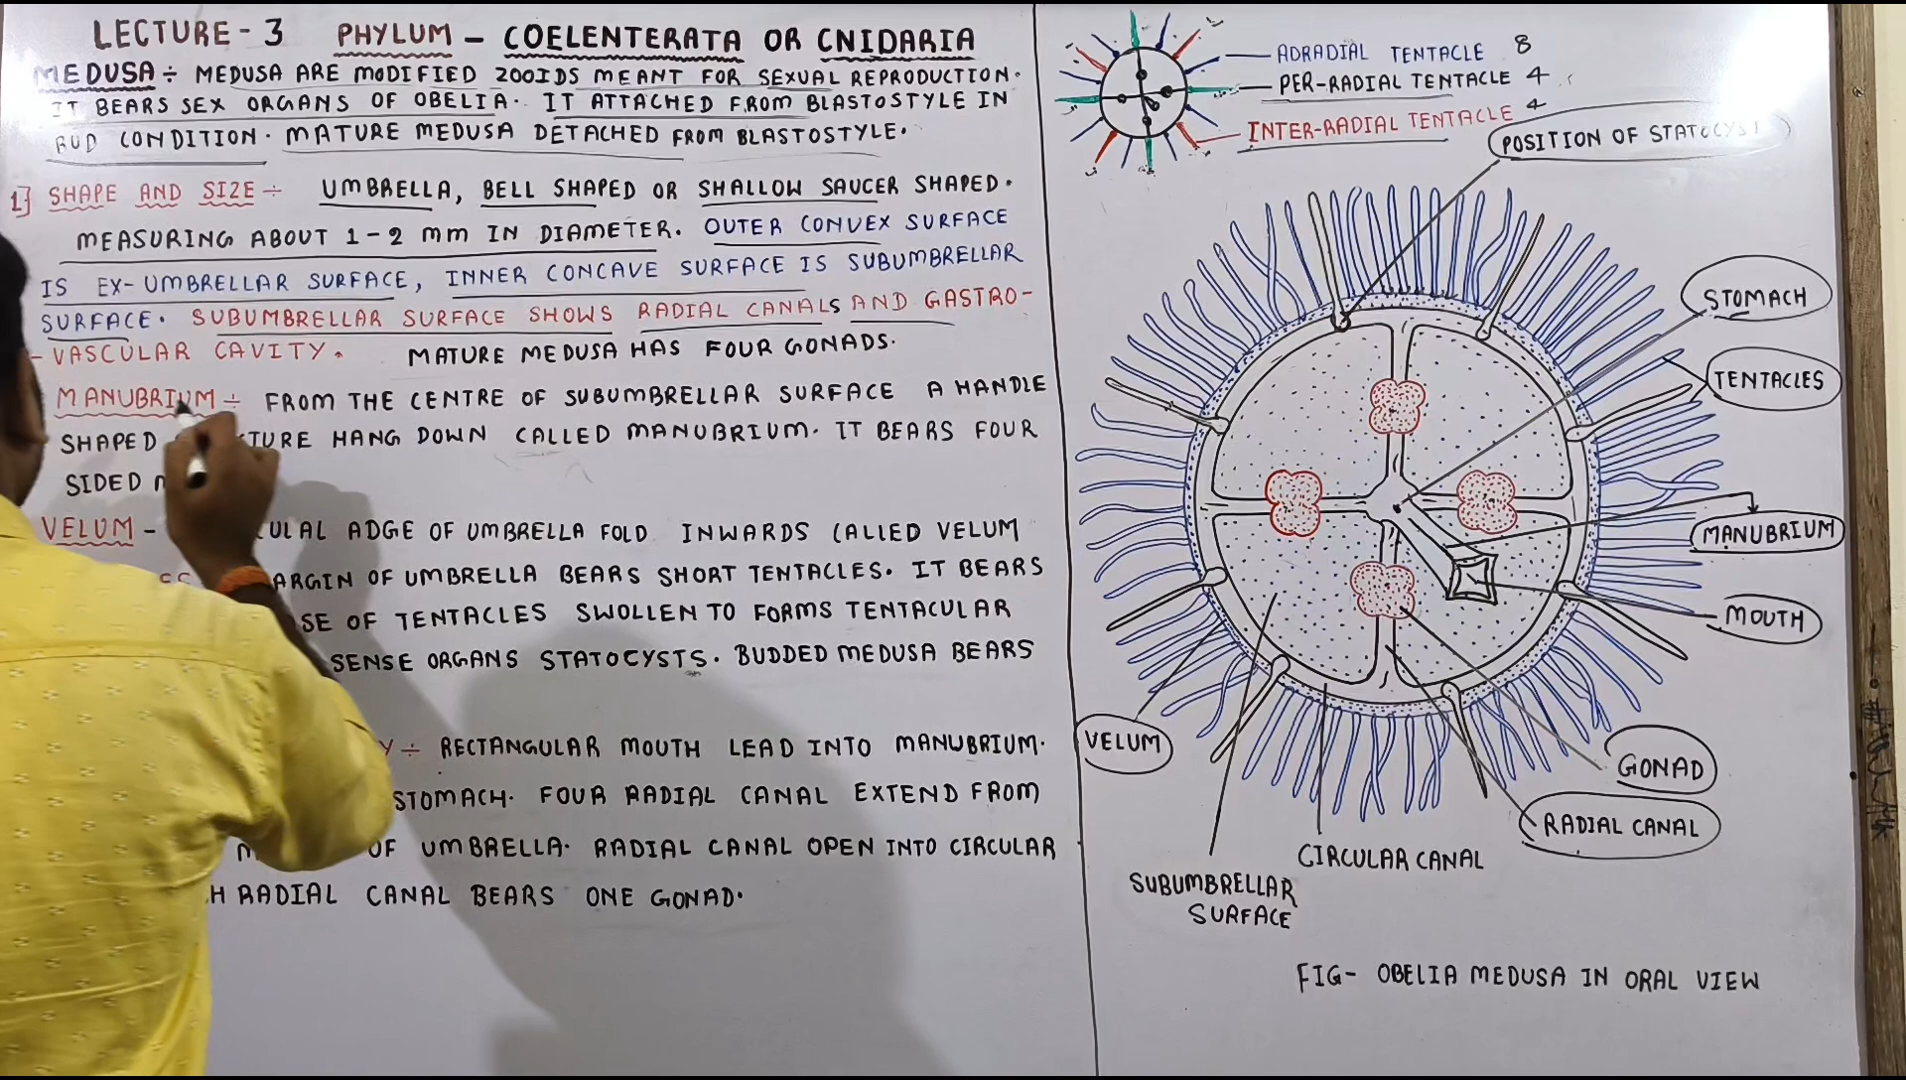 LECTURE - 3 PHYLUM - COELENTERATA OR CNIDARIA
MEDUSA ÷ MEDUSA ARE MODIFIED ZOOIDS MEANT FOR SEXUAL REPRODUCTION.
IT BEARS SEX ORGANS OF OBELIA. IT ATTACHED FROM BLASTOSTYLE IN
BUD CONDITION. MATURE MEDUSA DETACHED FROM BLASTOSTYLE.
1] SHAPE AND SIZE ÷ UMBRELLA, BELL SHAPED OR SHALLOW SAUCER SHAPED.
MEASURING ABOUT 1-2 mm IN DIAMETER. OUTER CONVEX SURFACE
IS EX-UMBRELLAR SURFACE, INNER CONCAVE SURFACE IS SUBUMBRELLAR
SURFACE. SUBUMBRELLAR SURFACE SHOWS RADIAL CANALS AND GASTRO-
-VASCULAR CAVITY. MATURE MEDUSA HAS FOUR GONADS.
MANUBRIUM ÷ FROM THE CENTRE OF SUBUMBRELLAR SURFACE A HANDLE
SHAPED HANG DOWN CALLED MANUBRIUM. IT BEARS FOUR
SIDED
VELUM - ADGE OF UMBRELLA FOLD INWARDS CALLED VELUM
ARGIN OF UMBRELLA BEARS SHORT TENTACLES. IT BEARS
SE OF TENTACLES SWOLLEN TO FORMS TENTACULAR
SENSE ORGANS STATOCYSTS. BUDDED MEDUSA BEARS
Y ÷ RECTANGULAR MOUTH LEAD INTO MANUBRIUM.
STOMACH. FOUR RADIAL CANAL EXTEND FROM
OF UMBRELLA. RADIAL CANAL OPEN INTO CIRCULAR
H RADIAL CANAL BEARS ONE GONAD.
ADRADIAL TENTACLE 8
PER-RADIAL TENTACLE 4
INTER-RADIAL TENTACLE 4
POSITION OF STATOCYST
STOMACH
TENTACLES
MANUBRIUM
MOUTH
VELUM
GONAD
RADIAL CANAL
CIRCULAR CANAL
SUBUMBRELLAR
SURFACE
FIG- OBELIA MEDUSA IN ORAL VIEW